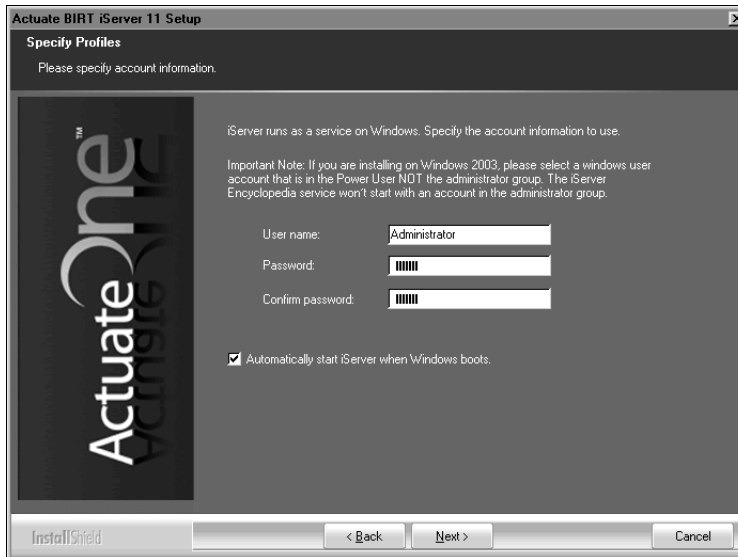 Actuate BIRT iServer 11 Setup
Specify Profiles
Please specify account information.
iServer runs as a service on Windows. Specify the account information to use.
Important Note: If you are installing on Windows 2003, please select a windows user
account that is in the Power User NOT the administrator group. The iServer
Encyclopedia service won't start with an account in the administrator group.
User name:
Administrator
Password:
Confirm password:
Automatically start iServer when Windows boots.
ActuateOne™
InstallShield
< Back
Next >
Cancel